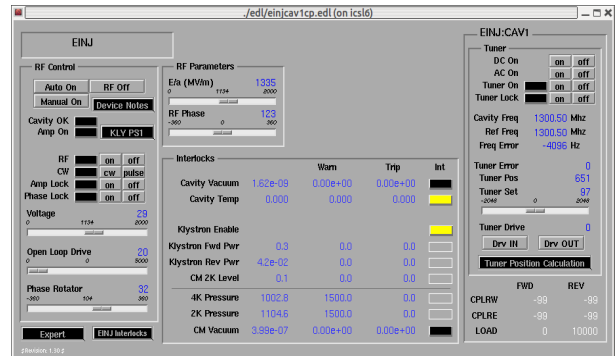 ./edl/einjcav1cp.edl (on icsl6)
EINJ
RF Control
Auto On RF Off
Manual On Device Notes
Cavity OK
Amp On KLY PS1
RF on off
CW cw pulse
Amp Lock on off
Phase Lock on off
Voltage 29
0 1134
Open Loop Drive 20
0 0 5000
Phase Rotator 32
-360 104 360
Expert EINJ Interlocks
RF Parameters
E/a (MV/m) 1335
0 1134 2000
RF Phase 123
-360 0 360
Interlocks
Warn Trip Int
Cavity Vacuum 1.62e-09 0.00e+00 0.00e+00
Cavity Temp 0.000 0.000 0.000
Klystron Enable
Klystron Fwd Pwr 0.3 0.0 0.0
Klystron Rev Pwr 4.2e-02 0.0 0.0
CM 2K Level 0.1 0.0 0.0
4K Pressure 1002.8 1500.0 0.0
2K Pressure 1104.6 1500.0 0.0
CM Vacuum 3.99e-07 0.00e+00 0.00e+00
EINJ:CAV1
Tuner
DC On on off
AC On on off
Tuner On on off
Tuner Lock on off
Cavity Freq 1300.50 Mhz
Ref Freq 1300.50 Mhz
Freq Error -4096 Hz
Tuner Error 0
Tuner Pos 651
Tuner Set 97
-2048 0 2048
Tuner Drive 0
Drv IN Drv OUT
Tuner Position Calculation
FWD REV
CPLRW -99 -99
CPLRE -99 -99
LOAD 0 10000